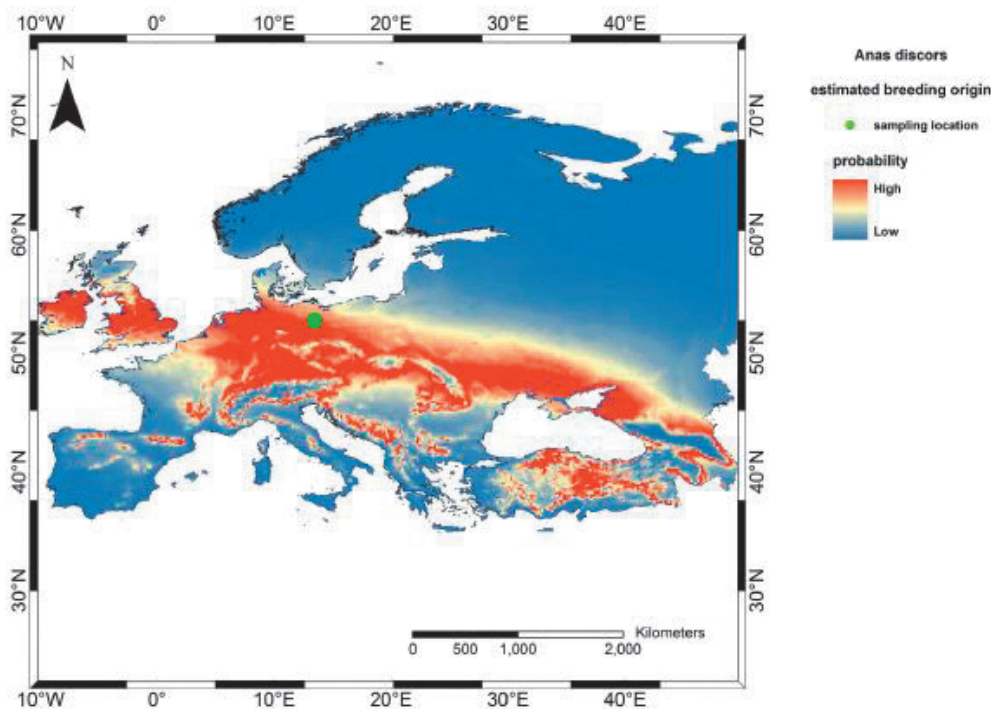 10°W 0° 10°E 20°E 30°E 40°E
N
70°N 70°N
60°N 60°N
50°N 50°N
40°N 40°N
30°N 30°N
Kilometers
0 500 1,000 2,000
10°W 0° 10°E 20°E 30°E 40°E
Anas discors
estimated breeding origin
sampling location
probability
High
Low